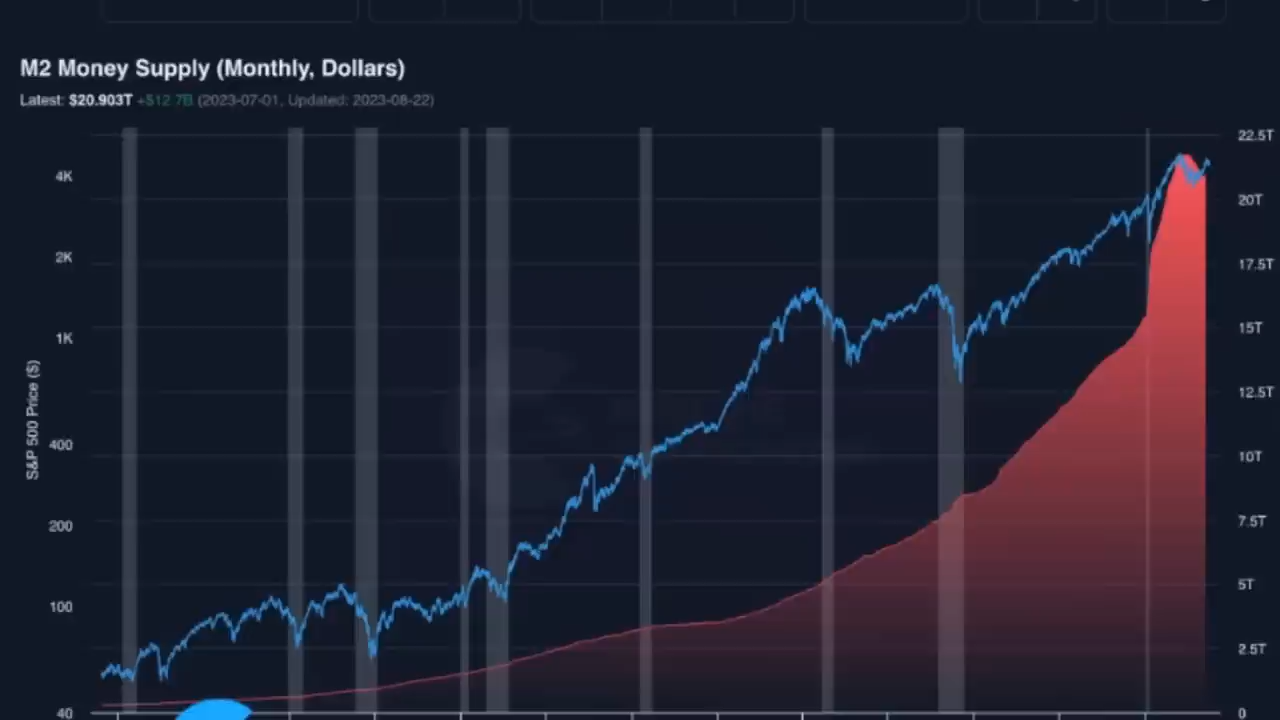 M2 Money Supply (Monthly, Dollars)
Latest: $20.903T +$12.7B (2023-07-01, Updated: 2023-08-22)
22.5T
4K
20T
2K
17.5T
1K
15T
12.5T
S&P 500 Price ($)
400
10T
200
7.5T
100
5T
2.5T
40
0